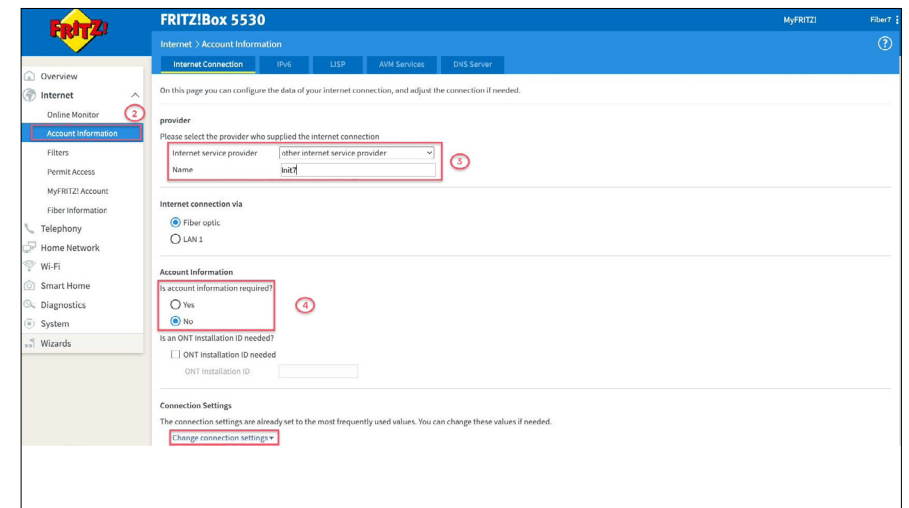 FRITZ!
FRITZ!Box 5530
MyFRITZ!
Fiber7
Internet > Account Information
?
Internet Connection
IPv6
LISP
AVM Services
DNS Server
Overview
Internet
Online Monitor
2
Account Information
Filters
Permit Access
MyFRITZ! Account
Fiber Information
Telephony
Home Network
Wi-Fi
Smart Home
Diagnostics
System
Wizards
On this page you can configure the data of your internet connection, and adjust the connection if needed.
provider
Please select the provider who supplied the internet connection
Internet service provider other internet service provider
3
Name Init7
Internet connection via
Fiber optic
LAN 1
Account Information
Is account information required?
Yes
4
No
Is an ONT Installation ID needed?
ONT Installation ID needed
ONT Installation ID
Connection Settings
The connection settings are already set to the most frequently used values. You can change these values if needed.
Change connection settings